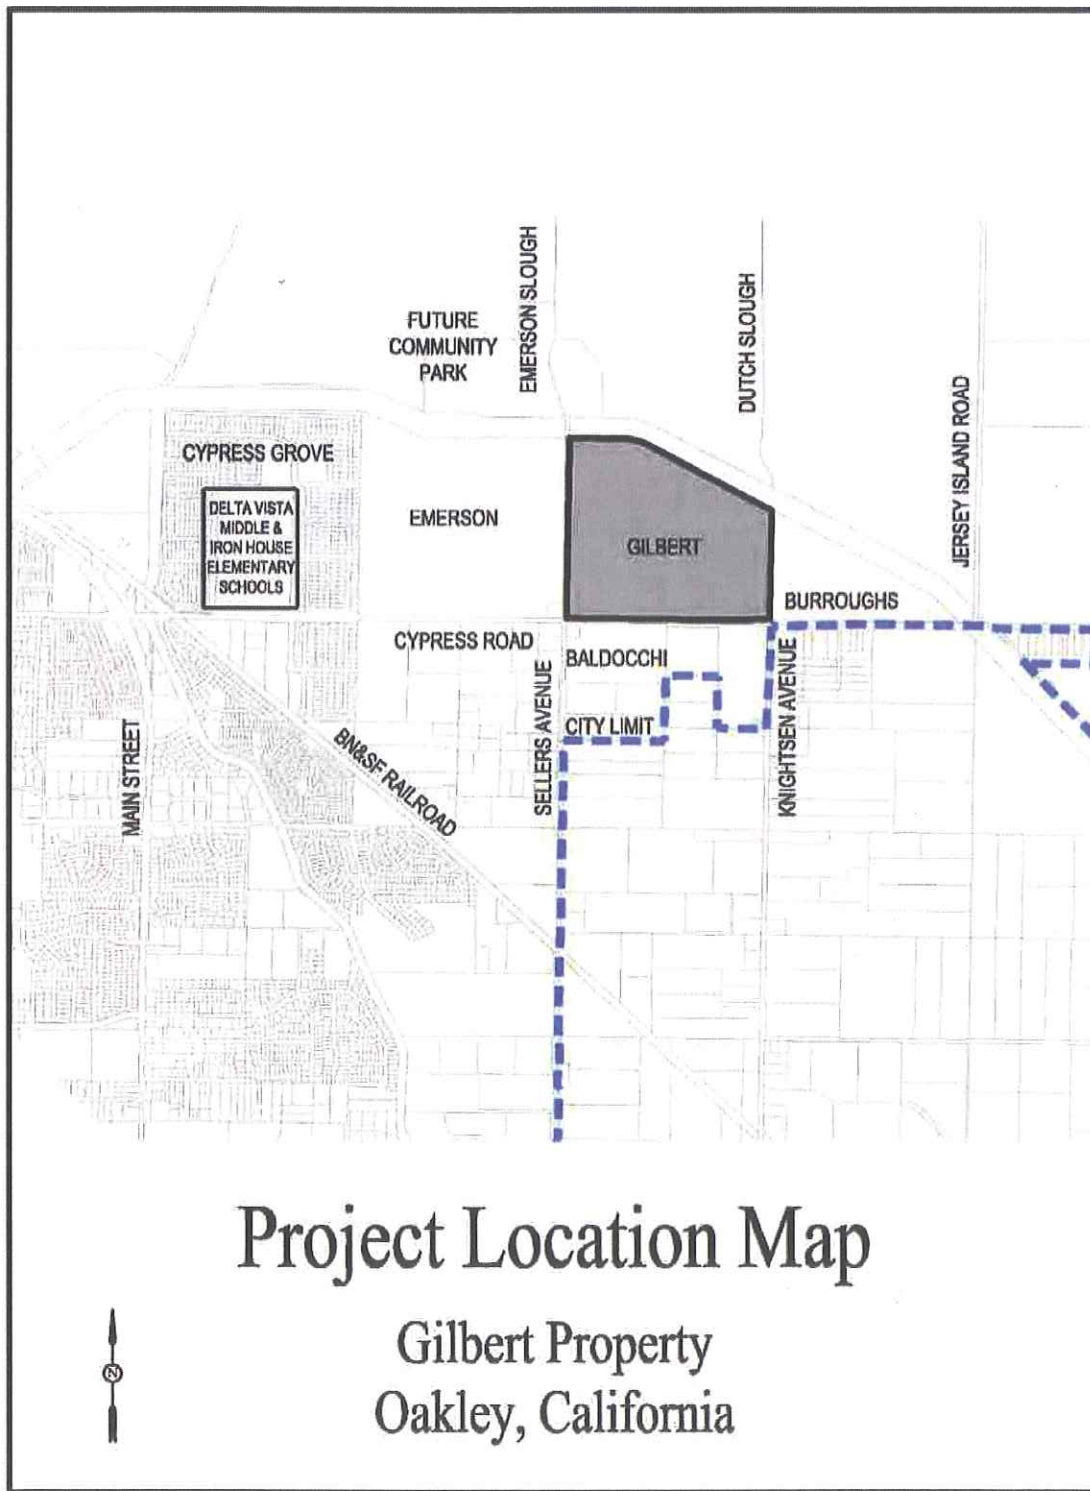 EMERSON SLOUGH
DUTCH SLOUGH
FUTURE
COMMUNITY
PARK
JERSEY ISLAND ROAD
CYPRESS GROVE
DELTA VISTA
MIDDLE &
IRON HOUSE
ELEMENTARY
SCHOOLS
EMERSON
GILBERT
BURROUGHS
CYPRESS ROAD
BALDOCCHI
SELLERS AVENUE
CITY LIMIT
KNIGHTSEN AVENUE
MAIN STREET
BN&SF RAILROAD
Project Location Map
Gilbert Property
Oakley, California
N